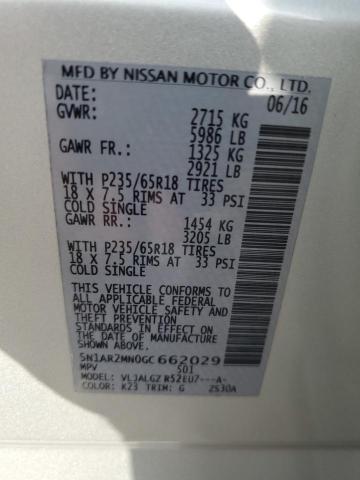 MFD BY NISSAN MOTOR CO., LTD.
DATE: 06/16
GVWR: 2715 KG
5986 LB
GAWR FR.: 1325 KG
2921 LB
WITH P235/65R18 TIRES
18 X 7.5 RIMS AT 33 PSI
COLD SINGLE
GAWR RR.: 1454 KG
3205 LB
WITH P235/65R18 TIRES
18 X 7.5 RIMS AT 33 PSI
COLD SINGLE
THIS VEHICLE CONFORMS TO ALL
APPLICABLE FEDERAL MOTOR
VEHICLE SAFETY AND THEFT
PREVENTION STANDARDS IN
EFFECT ON THE DATE OF
MANUFACTURE SHOWN ABOVE
5N1AR2MN0GC662029
MPV S01
MODEL: R52EU7---A-
COLOR: K23 TRIM: G 2S30A